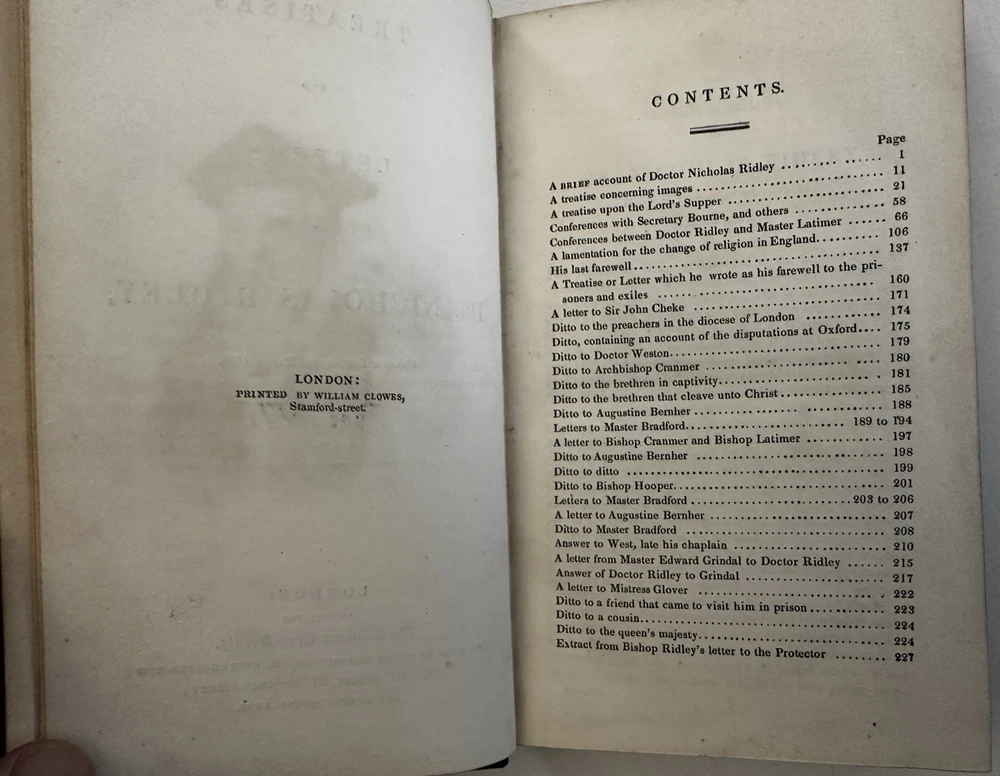 LONDON:
PRINTED BY WILLIAM CLOWES,
Stamford-street.
CONTENTS.
Page
A BRIEF account of Doctor Nicholas Ridley ............... 1
A treatise concerning images ............... 11
A treatise upon the Lord's Supper ............... 21
Conferences with Secretary Bourne, and others ............... 58
Conferences between Doctor Ridley and Master Latimer ...... 66
A lamentation for the change of religion in England.......... 106
His last farewell............... 137
A Treatise or Letter which he wrote as his farewell to the pri-
soners and exiles ............... 160
A letter to Sir John Cheke ............... 171
Ditto to the preachers in the diocese of London ........... 174
Ditto, containing an account of the disputations at Oxford.... 175
Ditto to Doctor Weston............... 179
Ditto to Archbishop Cranmer ............... 180
Ditto to the brethren in captivity............... 181
Ditto to the brethren that cleave unto Christ............... 185
Ditto to Augustine Bernher ............... 188
Letters to Master Bradford............... 189 to 194
A letter to Bishop Cranmer and Bishop Latimer ............ 197
Ditto to Augustine Bernher ............... 198
Ditto to ditto ............... 199
Ditto to Bishop Hooper............... 201
Letters to Master Bradford ............... 203 to 206
A letter to Augustine Bernher ............... 207
Ditto to Master Bradford ............... 208
Answer to West, late his chaplain ............... 210
A letter from Master Edward Grindal to Doctor Ridley ...... 215
Answer of Doctor Ridley to Grindal ............... 217
A letter to Mistress Glover ............... 222
Ditto to a friend that came to visit him in prison ............ 223
Ditto to a cousin............... 224
Ditto to the queen's majesty............... 224
Extract from Bishop Ridley's letter to the Protector ........ 227